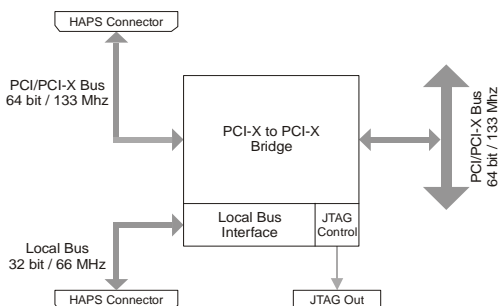 HAPS Connector
PCI/PCI-X Bus
64 bit / 133 Mhz
PCI-X to PCI-X
Bridge
PCI/PCI-X Bus
64 bit / 133 Mhz
Local Bus
Interface
JTAG
Control
Local Bus
32 bit / 66 MHz
HAPS Connector
JTAG Out